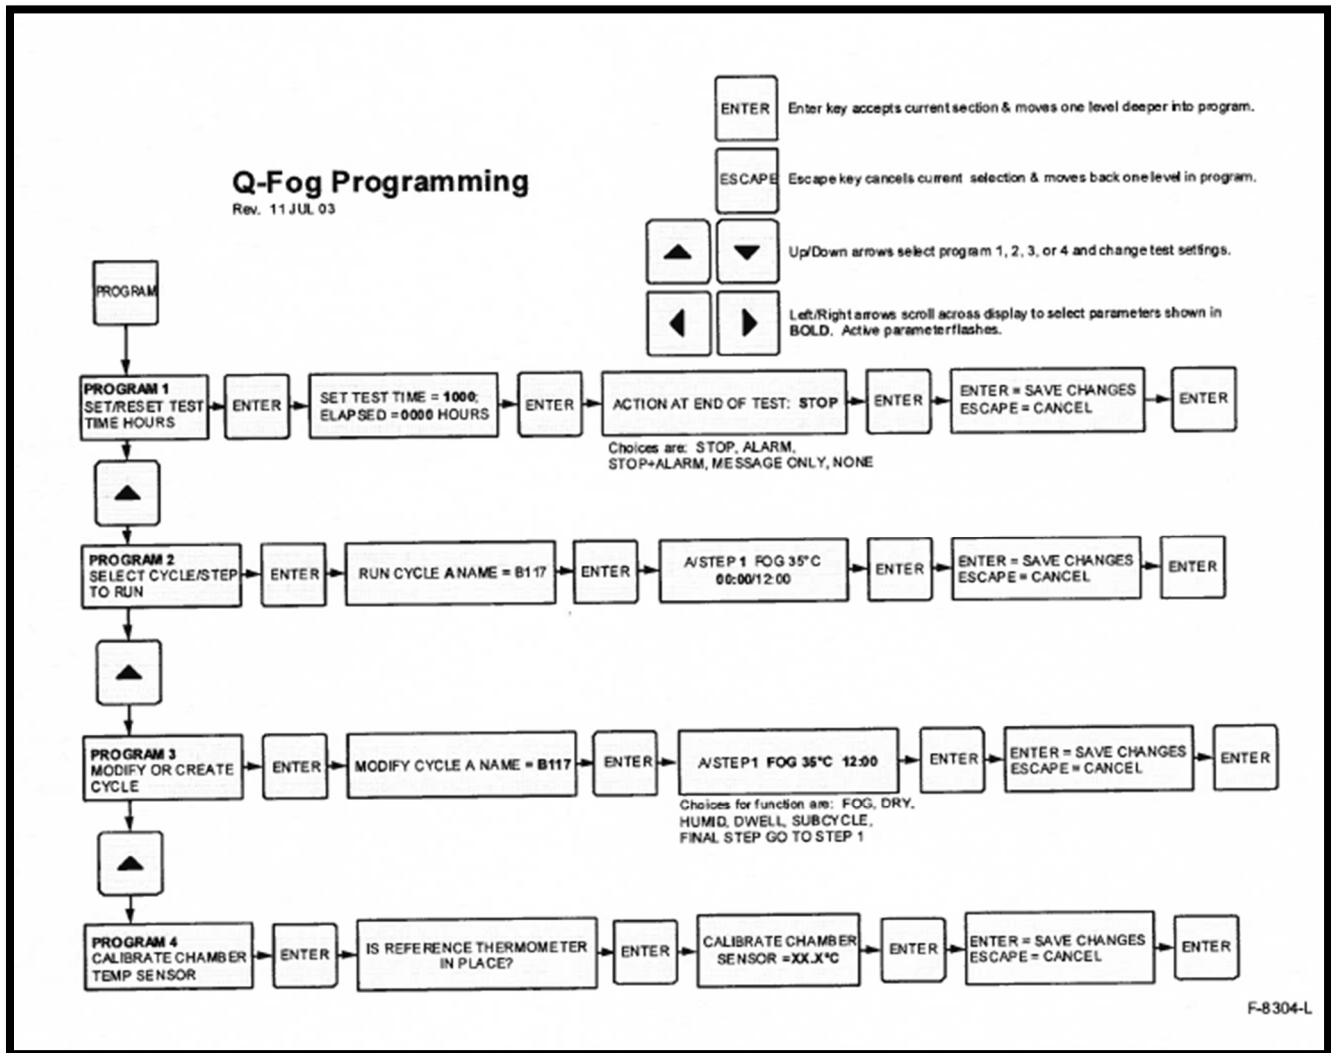 Q-Fog Programming
Rev. 11 JUL 03
ENTER
Enter key accepts current section & moves one level deeper into program.
ESCAPE
Escape key cancels current selection & moves back one level in program.
Up/Down arrows select program 1, 2, 3, or 4 and change test settings.
Left/Right arrows scroll across display to select parameters shown in
BOLD. Active parameter flashes.
PROGRAM
PROGRAM 1
SET/RESET TEST
TIME HOURS
ENTER
SET TEST TIME = 1000;
ELAPSED = 0000 HOURS
ENTER
ACTION AT END OF TEST: STOP
Choices are: STOP, ALARM,
STOP+ALARM, MESSAGE ONLY, NONE
ENTER
ENTER = SAVE CHANGES
ESCAPE = CANCEL
ENTER
PROGRAM 2
SELECT CYCLE/STEP
TO RUN
ENTER
RUN CYCLE A NAME = B117
ENTER
A/STEP 1 FOG 35°C
00:00/12:00
ENTER
ENTER = SAVE CHANGES
ESCAPE = CANCEL
ENTER
PROGRAM 3
MODIFY OR CREATE
CYCLE
ENTER
MODIFY CYCLE A NAME = B117
ENTER
A/STEP1 FOG 35°C 12:00
Choices for function are: FOG, DRY,
HUMID, DWELL, SUBCYCLE,
FINAL STEP GO TO STEP 1
ENTER
ENTER = SAVE CHANGES
ESCAPE = CANCEL
ENTER
PROGRAM 4
CALIBRATE CHAMBER
TEMP SENSOR
ENTER
IS REFERENCE THERMOMETER
IN PLACE?
ENTER
CALIBRATE CHAMBER
SENSOR =XX.X°C
ENTER
ENTER = SAVE CHANGES
ESCAPE = CANCEL
ENTER
F-8304-L